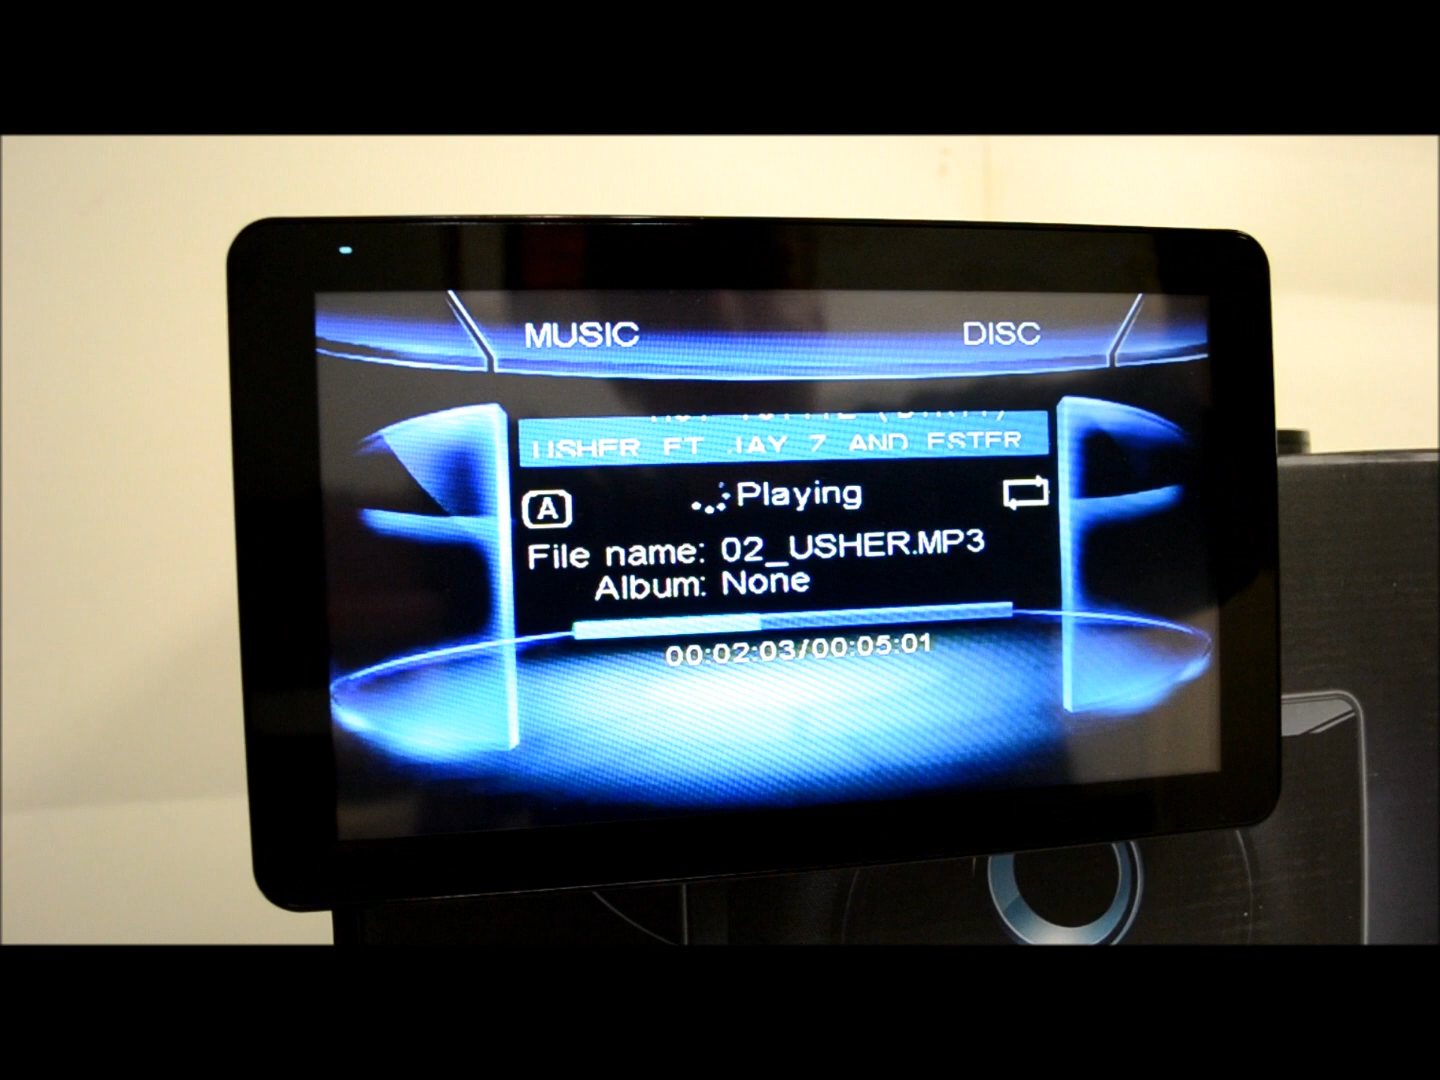 MUSIC DISC
(DIRTY)
USHER FT JAY Z AND ESTER
A Playing
File name: 02_USHER.MP3
Album: None
00:02:03/00:05:01